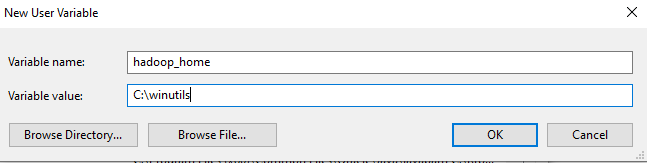 New User Variable
Variable name: hadoop_home
Variable value: C:\winutils
Browse Directory... Browse File... OK Cancel